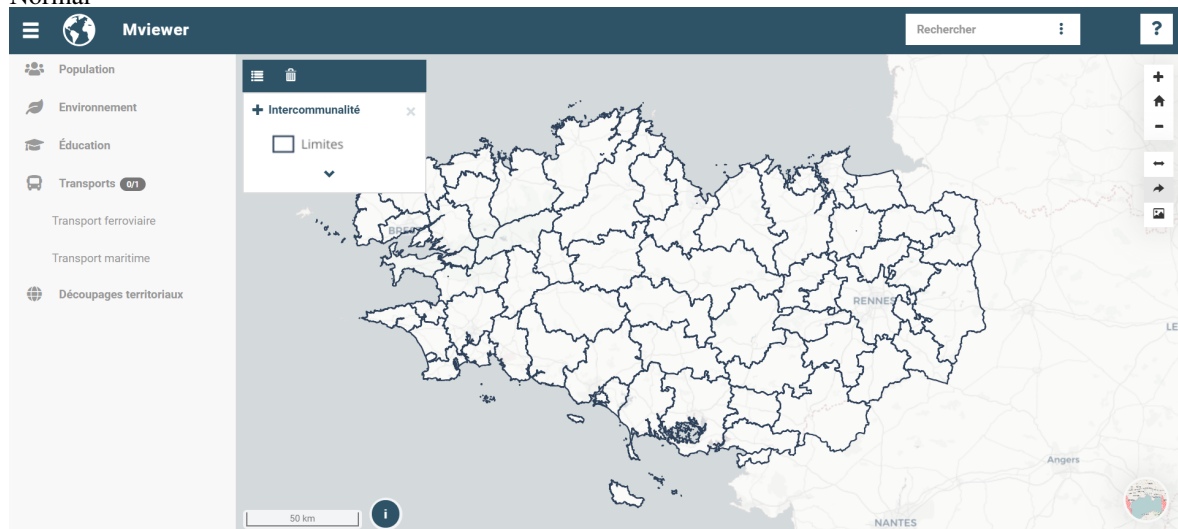 Normal
Mviewer
Rechercher
?
Population
Environnement
Éducation
Transports 0/1
Transport ferroviaire
Transport maritime
Découpages territoriaux
Intercommunalité
Limites
RENNES
Angers
NANTES
50 km
i
LE